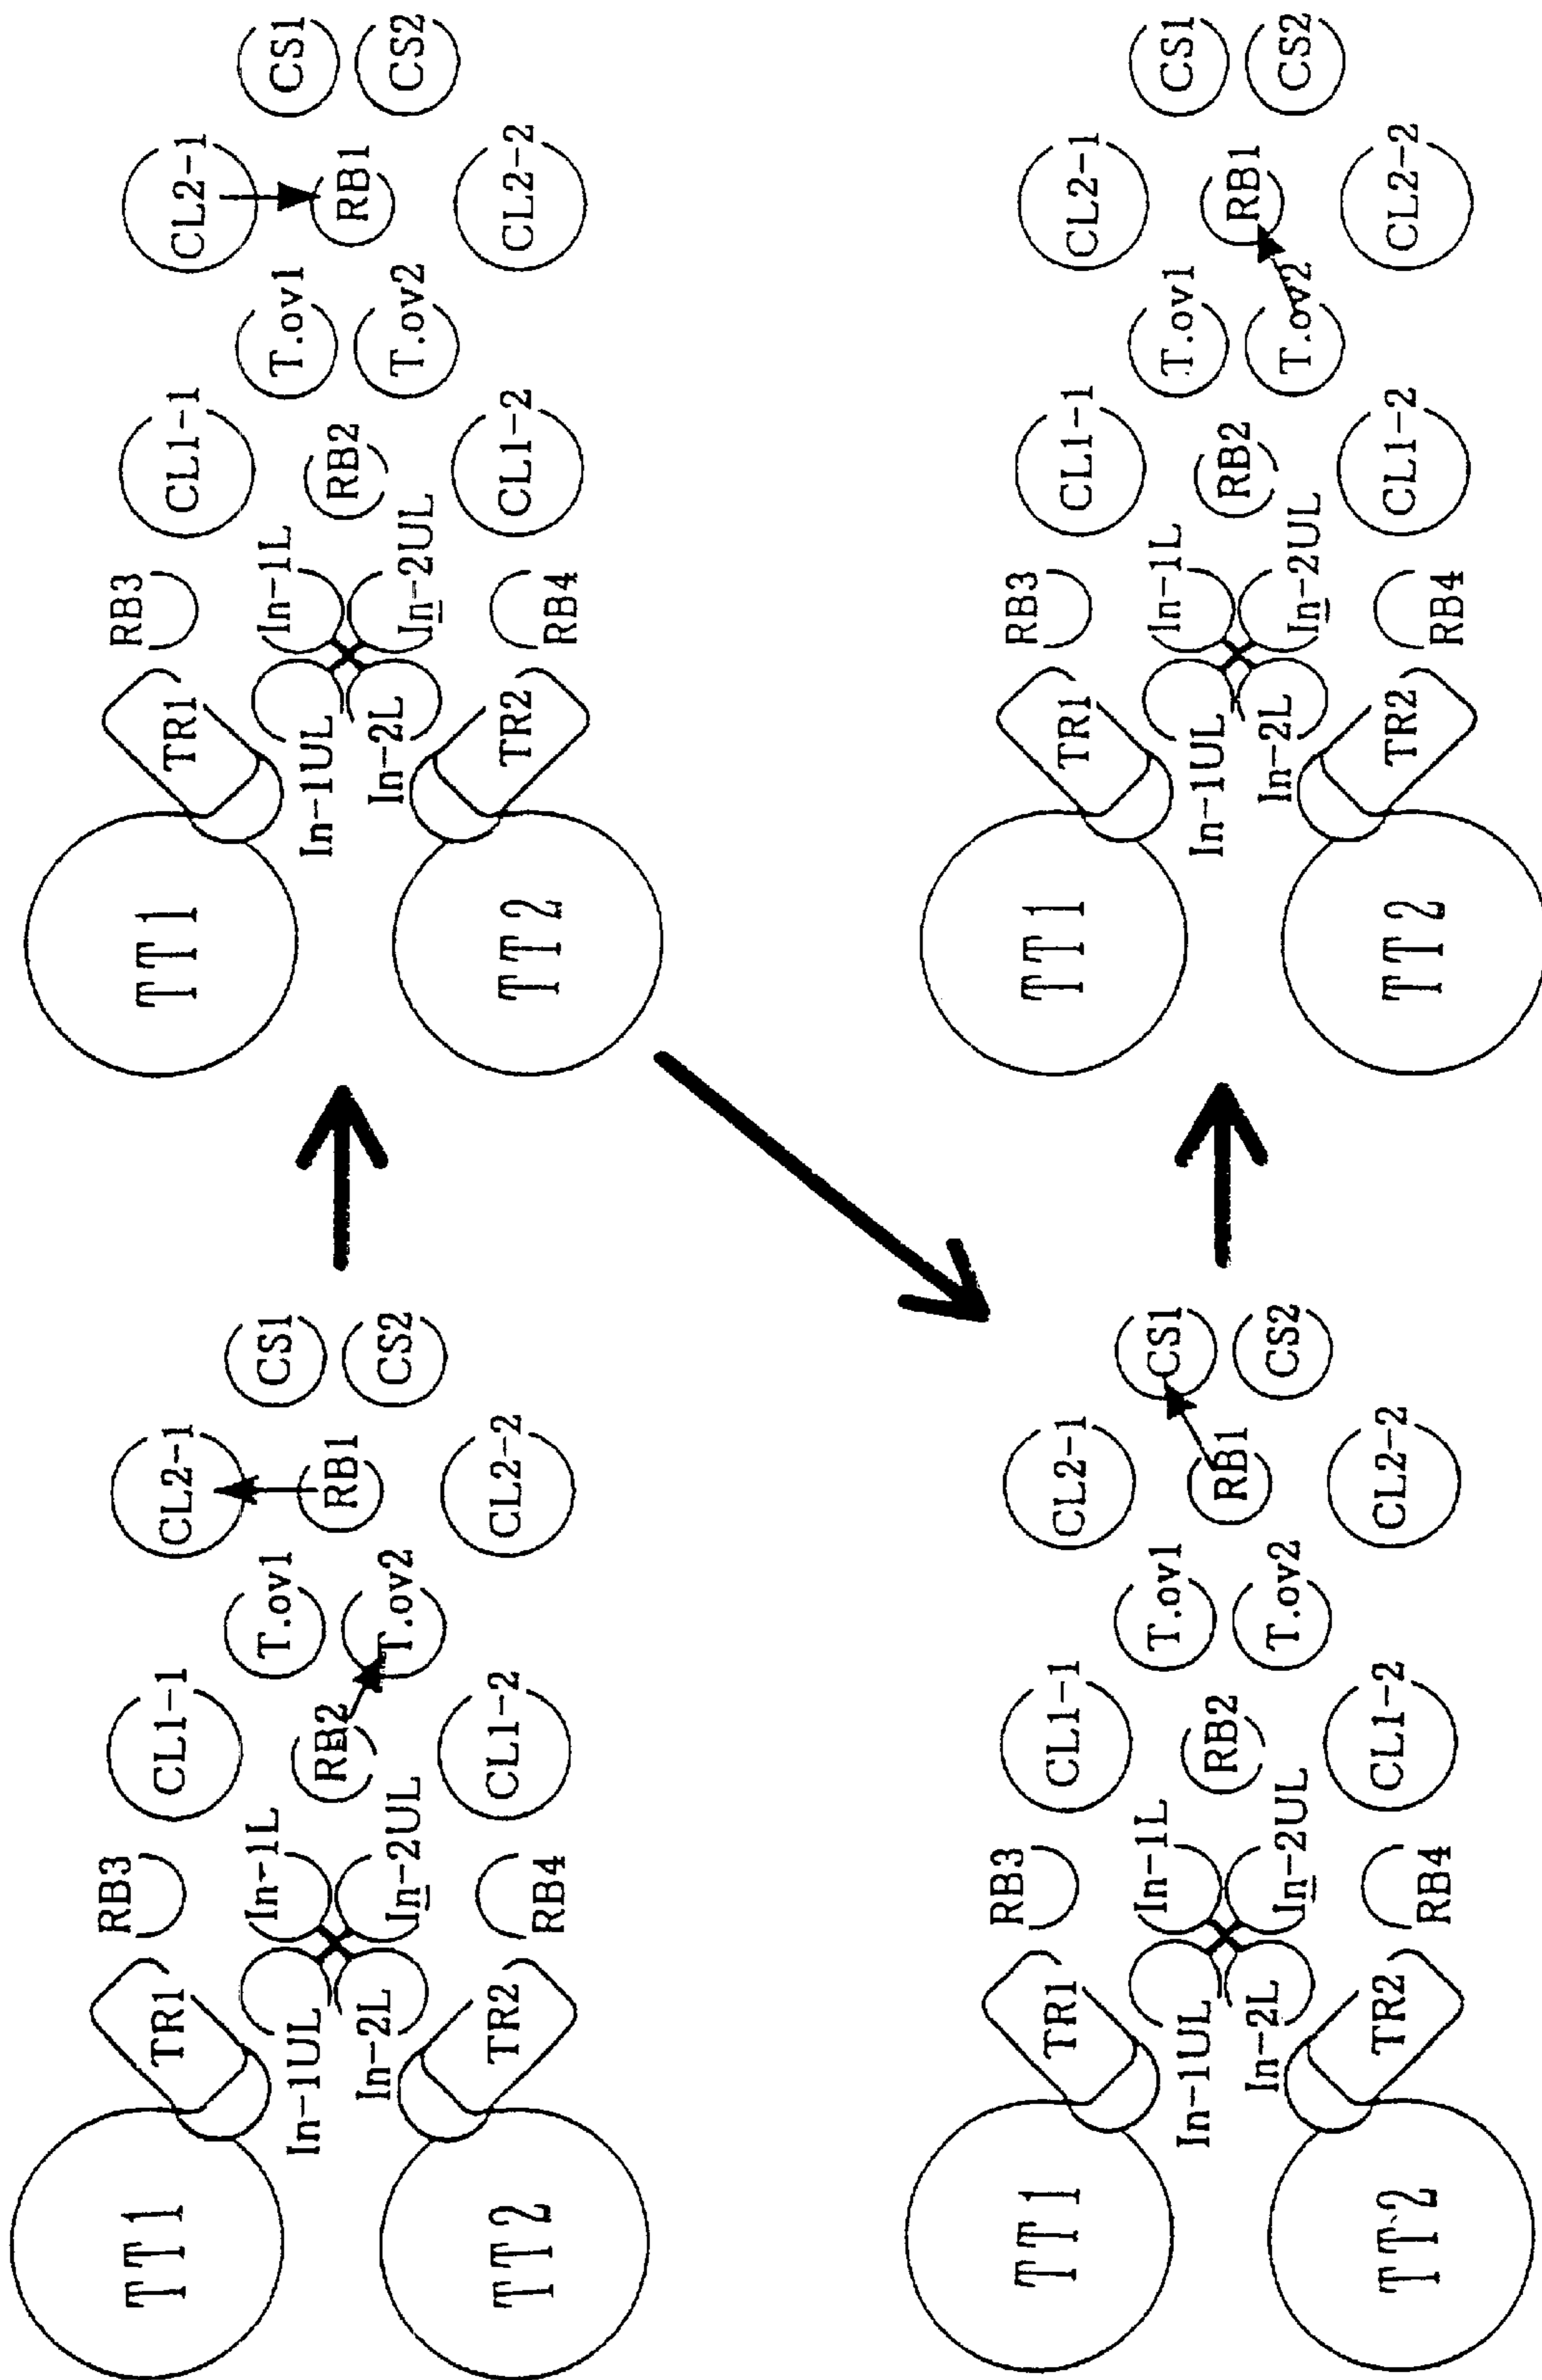 TT1
TR1
RB3
CL1-1
CL2-1
In-1UL
In-1L
T.ov1
CS1
RB2
RB1
In-2L
In-2UL
T.ov2
CS2
TT2
TR2
RB4
CL1-2
CL2-2
TT1
TR1
RB3
CL1-1
CL2-1
In-1UL
In-1L
T.ov1
CS1
RB2
RB1
In-2L
In-2UL
T.ov2
CS2
TT2
TR2
RB4
CL1-2
CL2-2
TT1
TR1
RB3
CL1-1
CL2-1
In-1UL
In-1L
T.ov1
CS1
RB2
RB1
In-2L
In-2UL
T.ov2
CS2
TT2
TR2
RB4
CL1-2
CL2-2
TT1
TR1
RB3
CL1-1
CL2-1
In-1UL
In-1L
T.ov1
CS1
RB2
RB1
In-2L
In-2UL
T.ov2
CS2
TT2
TR2
RB4
CL1-2
CL2-2